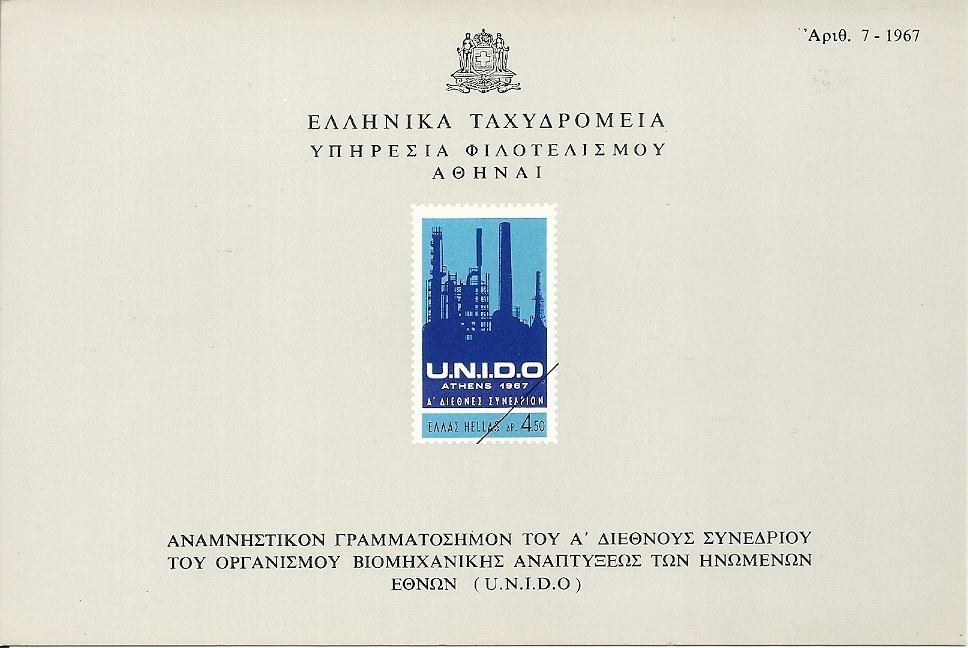 Ἀριθ. 7 - 1967
ΕΛΛΗΝΙΚΑ ΤΑΧΥΔΡΟΜΕΙΑ
ΥΠΗΡΕΣΙΑ ΦΙΛΟΤΕΛΙΣΜΟΥ
ΑΘΗΝΑΙ
U.N.I.D.O
ATHENS 1967
Α' ΔΙΕΘΝΕΣ ΣΥΝΕΔΡΙΟΝ
ΕΛΛΑΣ HELLAS ΔΡ. 4.50
ΑΝΑΜΝΗΣΤΙΚΟΝ ΓΡΑΜΜΑΤΟΣΗΜΟΝ ΤΟΥ Α' ΔΙΕΘΝΟΥΣ ΣΥΝΕΔΡΙΟΥ
ΤΟΥ ΟΡΓΑΝΙΣΜΟΥ ΒΙΟΜΗΧΑΝΙΚΗΣ ΑΝΑΠΤΥΞΕΩΣ ΤΩΝ ΗΝΩΜΕΝΩΝ
ΕΘΝΩΝ (U.N.I.D.O)